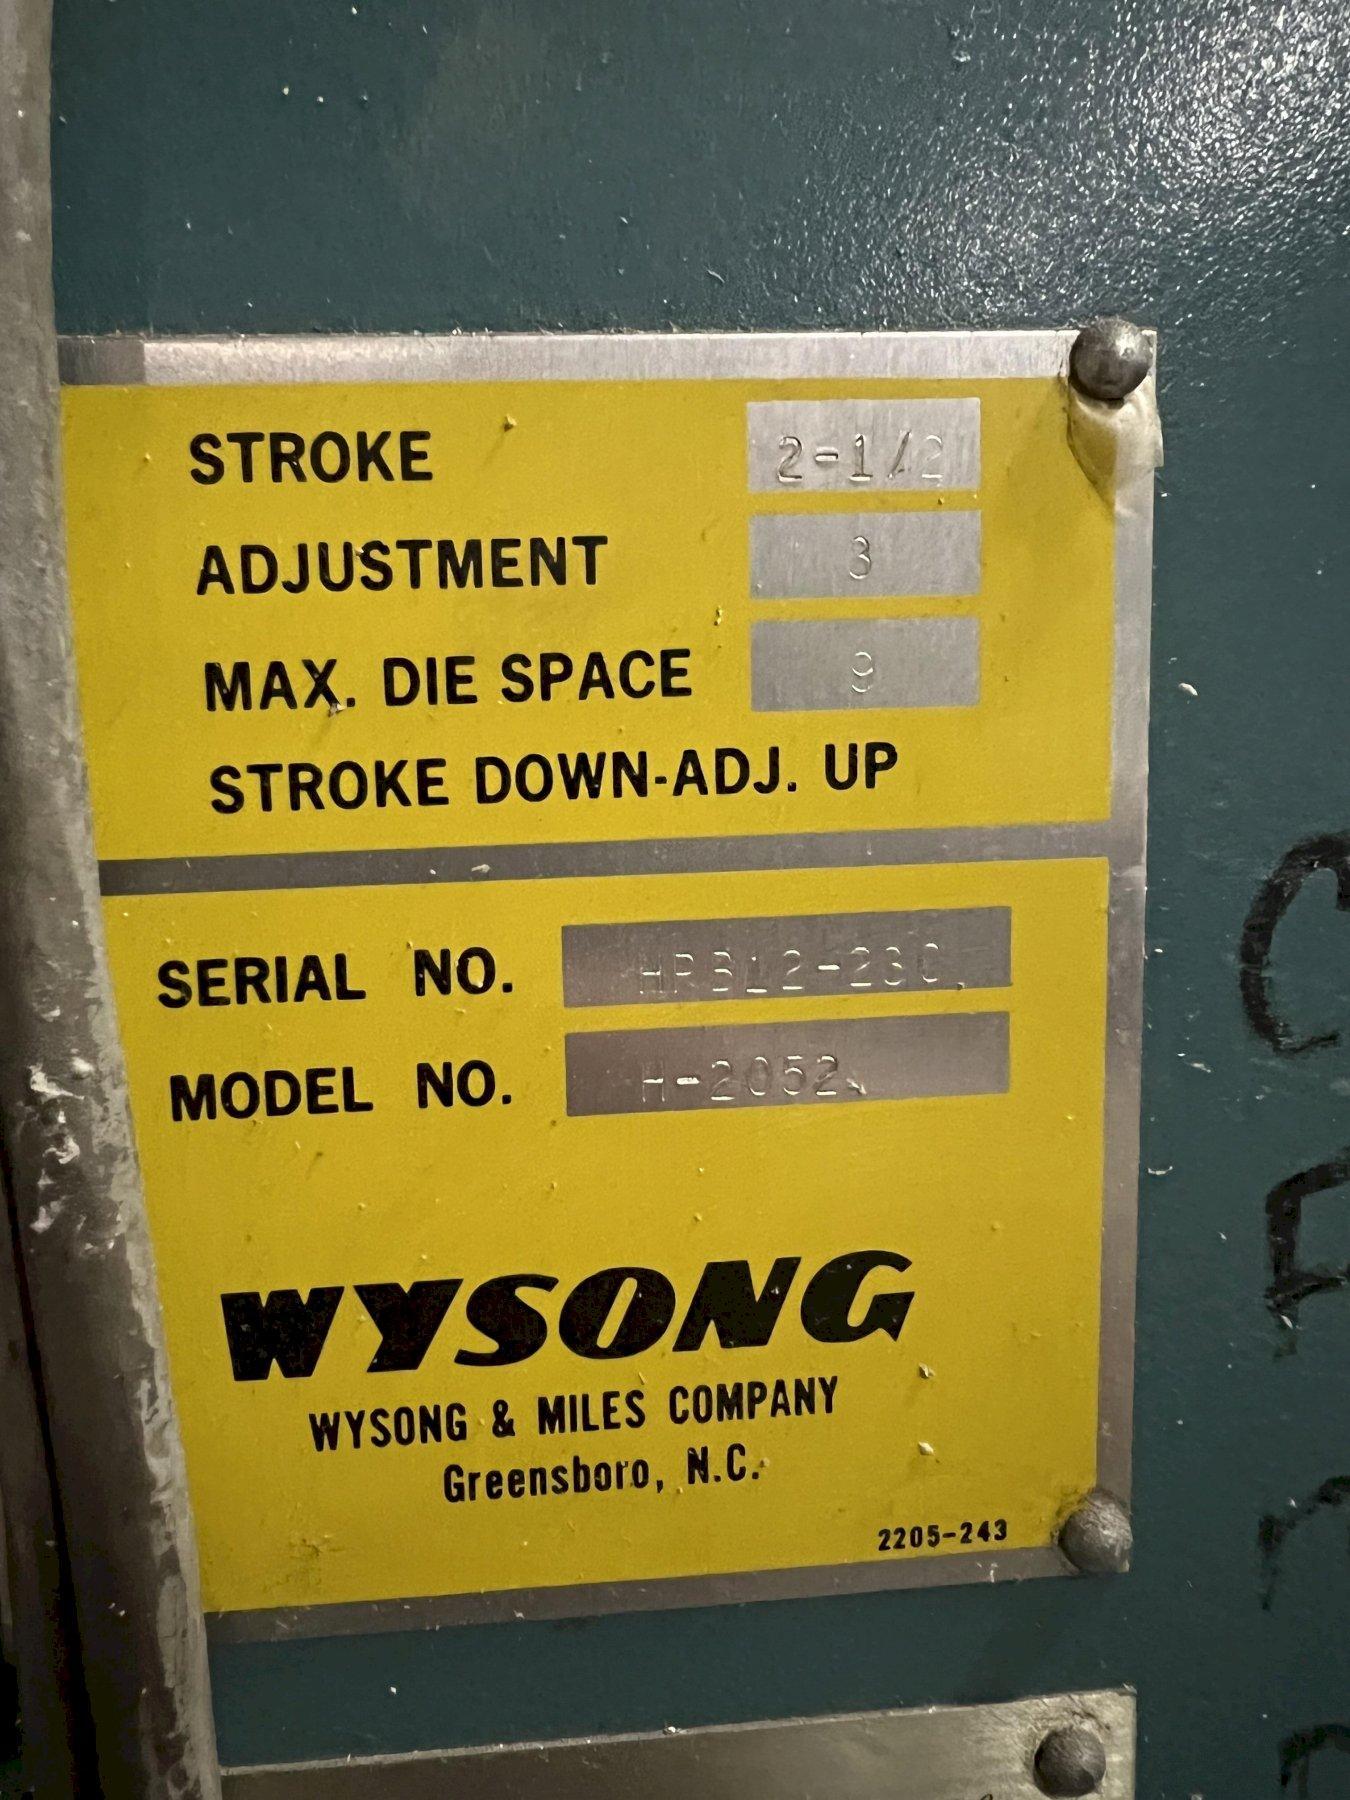 STROKE 2-1/2
ADJUSTMENT 3
MAX. DIE SPACE 9
STROKE DOWN-ADJ. UP
SERIAL NO.
MODEL NO. H-2052
WYSONG
WYSONG & MILES COMPANY
Greensboro, N.C.
2205-243